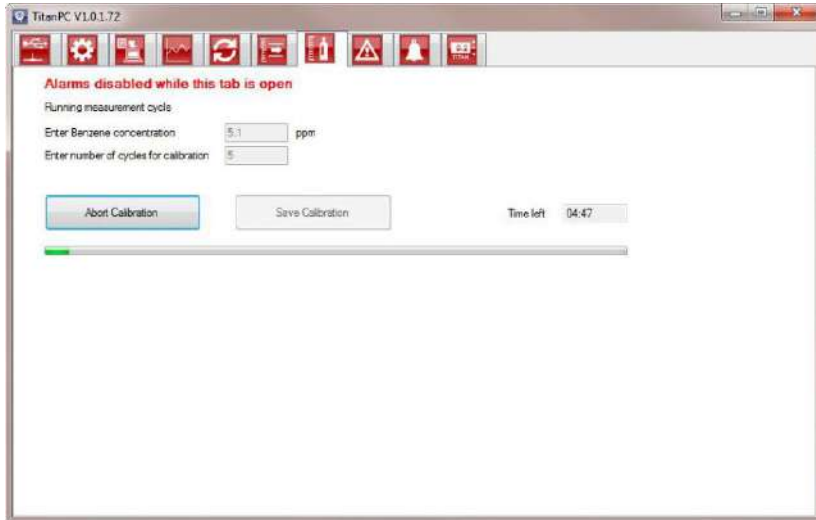 TitanPC V1.0.1.72
Alarms disabled while this tab is open
Running measurement cycle
Enter Benzene concentration 5.1 ppm
Enter number of cycles for calibration 5
Abort Calibration Save Calibration Time left 04:47
TITAN